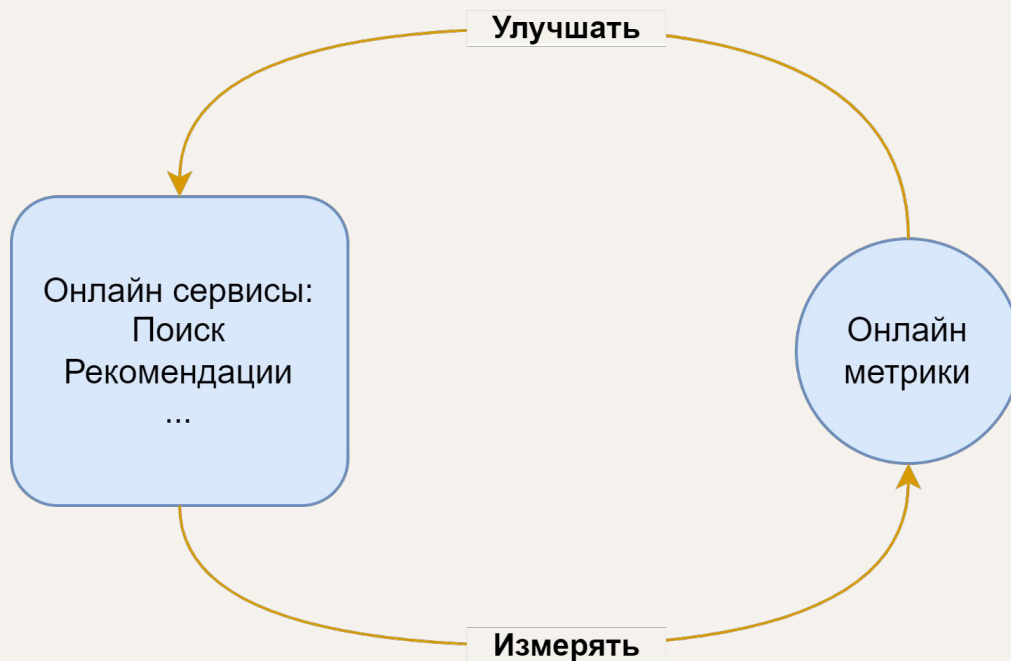 Улучшать
Онлайн сервисы:
Поиск
Рекомендации
...
Онлайн
метрики
Измерять